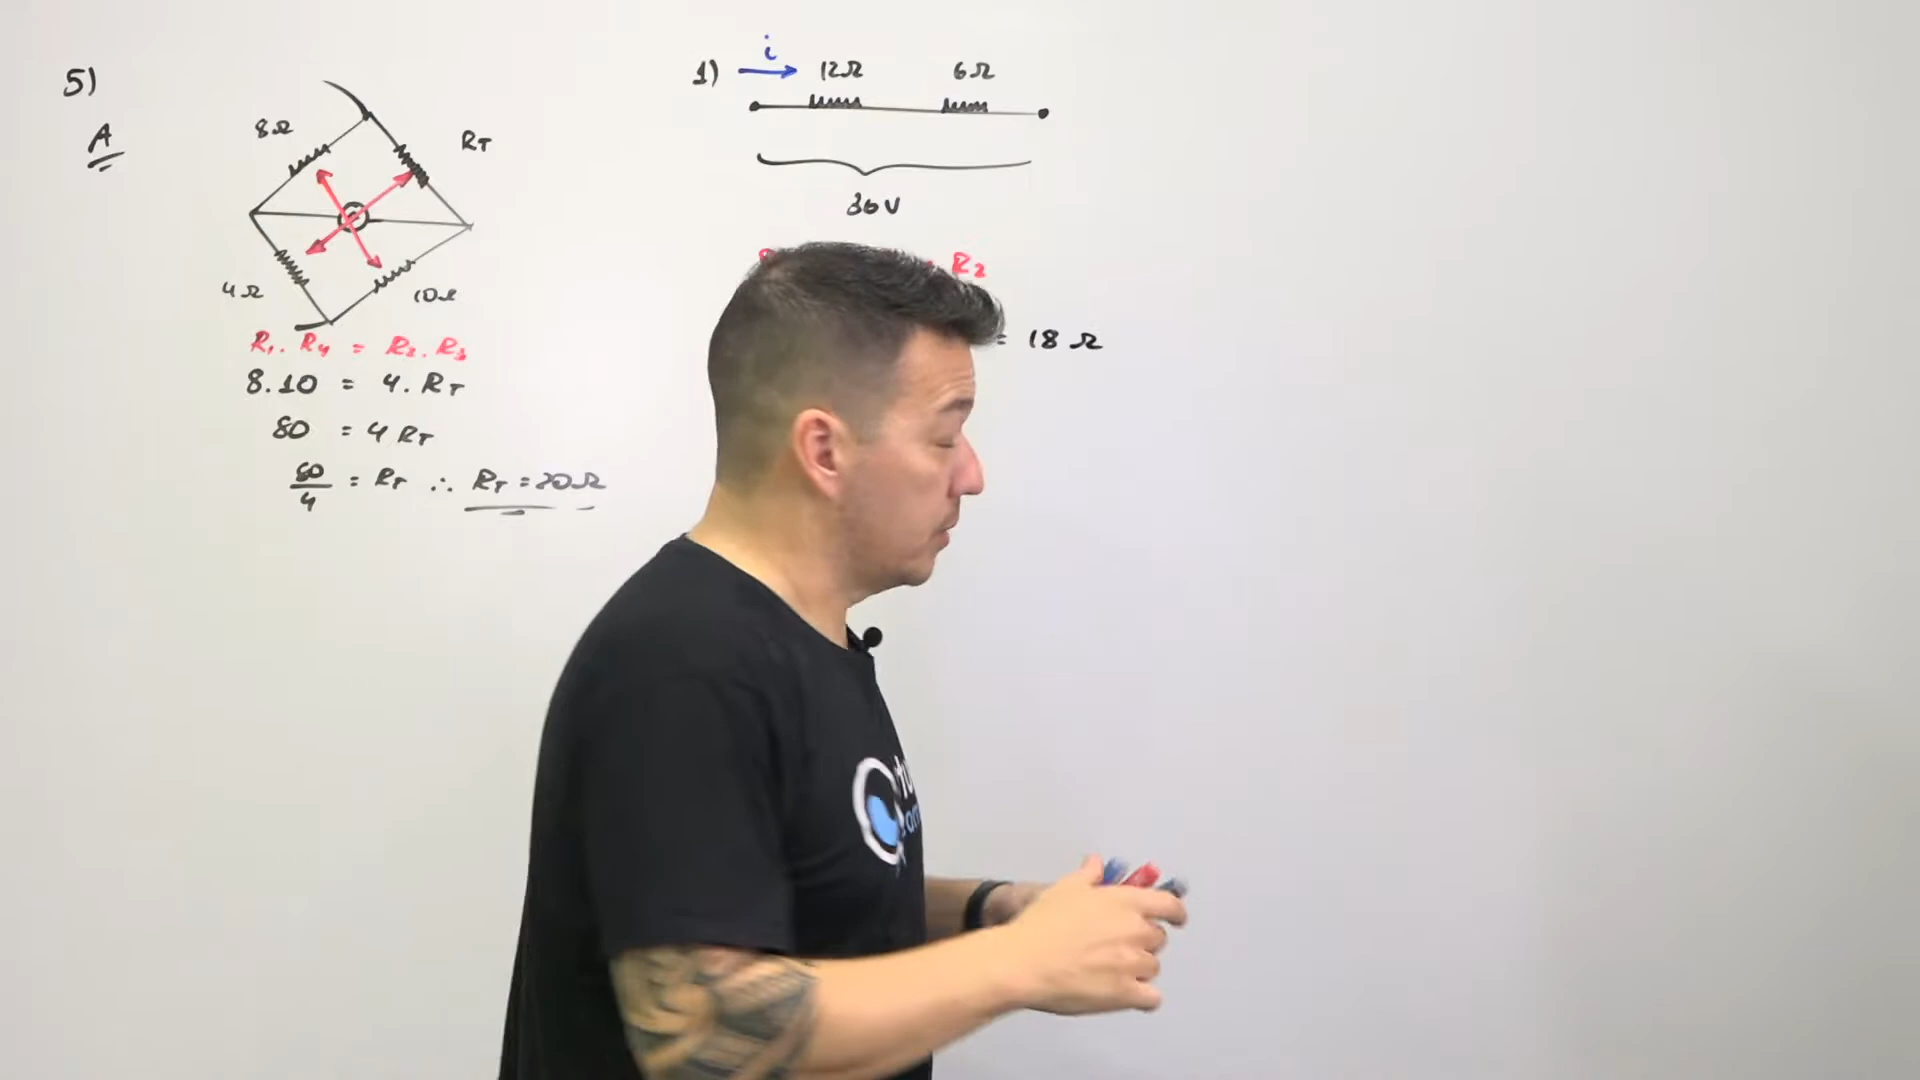 5)
A
8Ω
RT
4Ω
10Ω
R1. R4 = R2. R3
8.10 = 4. RT
80 = 4 RT
80/4 = RT ∴ RT = 20Ω
1)
i
12Ω
6Ω
36V
R2
= 18 Ω